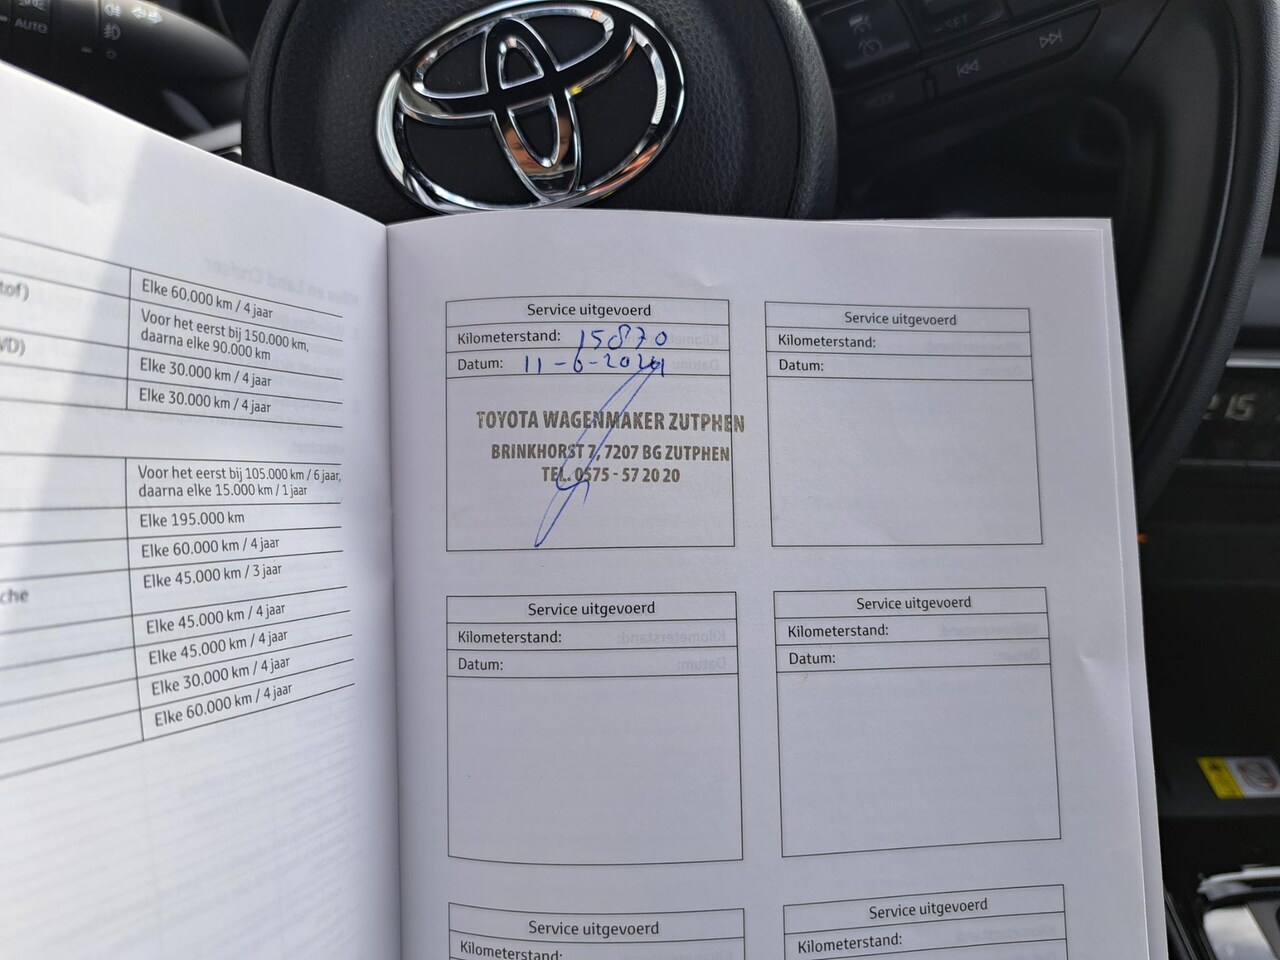 AUTO
SET
MODE
tof)
Elke 60.000 km / 4 jaar
Voor het eerst bij 150.000 km,
daarna elke 90.000 km
WD)
Elke 30.000 km / 4 jaar
Elke 30.000 km / 4 jaar
Voor het eerst bij 105.000 km / 6 jaar,
daarna elke 15.000 km / 1 jaar
Elke 195.000 km
Elke 60.000 km / 4 jaar
Elke 45.000 km / 3 jaar
che
Elke 45.000 km / 4 jaar
Elke 45.000 km / 4 jaar
Elke 30.000 km / 4 jaar
Elke 60.000 km / 4 jaar
Service uitgevoerd
Kilometerstand: 15870
Datum: 11-6-2024
TOYOTA WAGENMAKER ZUTPHEN
BRINKHORST 7, 7207 BG ZUTPHEN
TEL. 0575 - 57 20 20
Service uitgevoerd
Kilometerstand:
Datum:
Service uitgevoerd
Kilometerstand:
Datum:
Service uitgevoerd
Kilometerstand:
Datum:
Service uitgevoerd
Kilometerstand:
Service uitgevoerd
Kilometerstand: